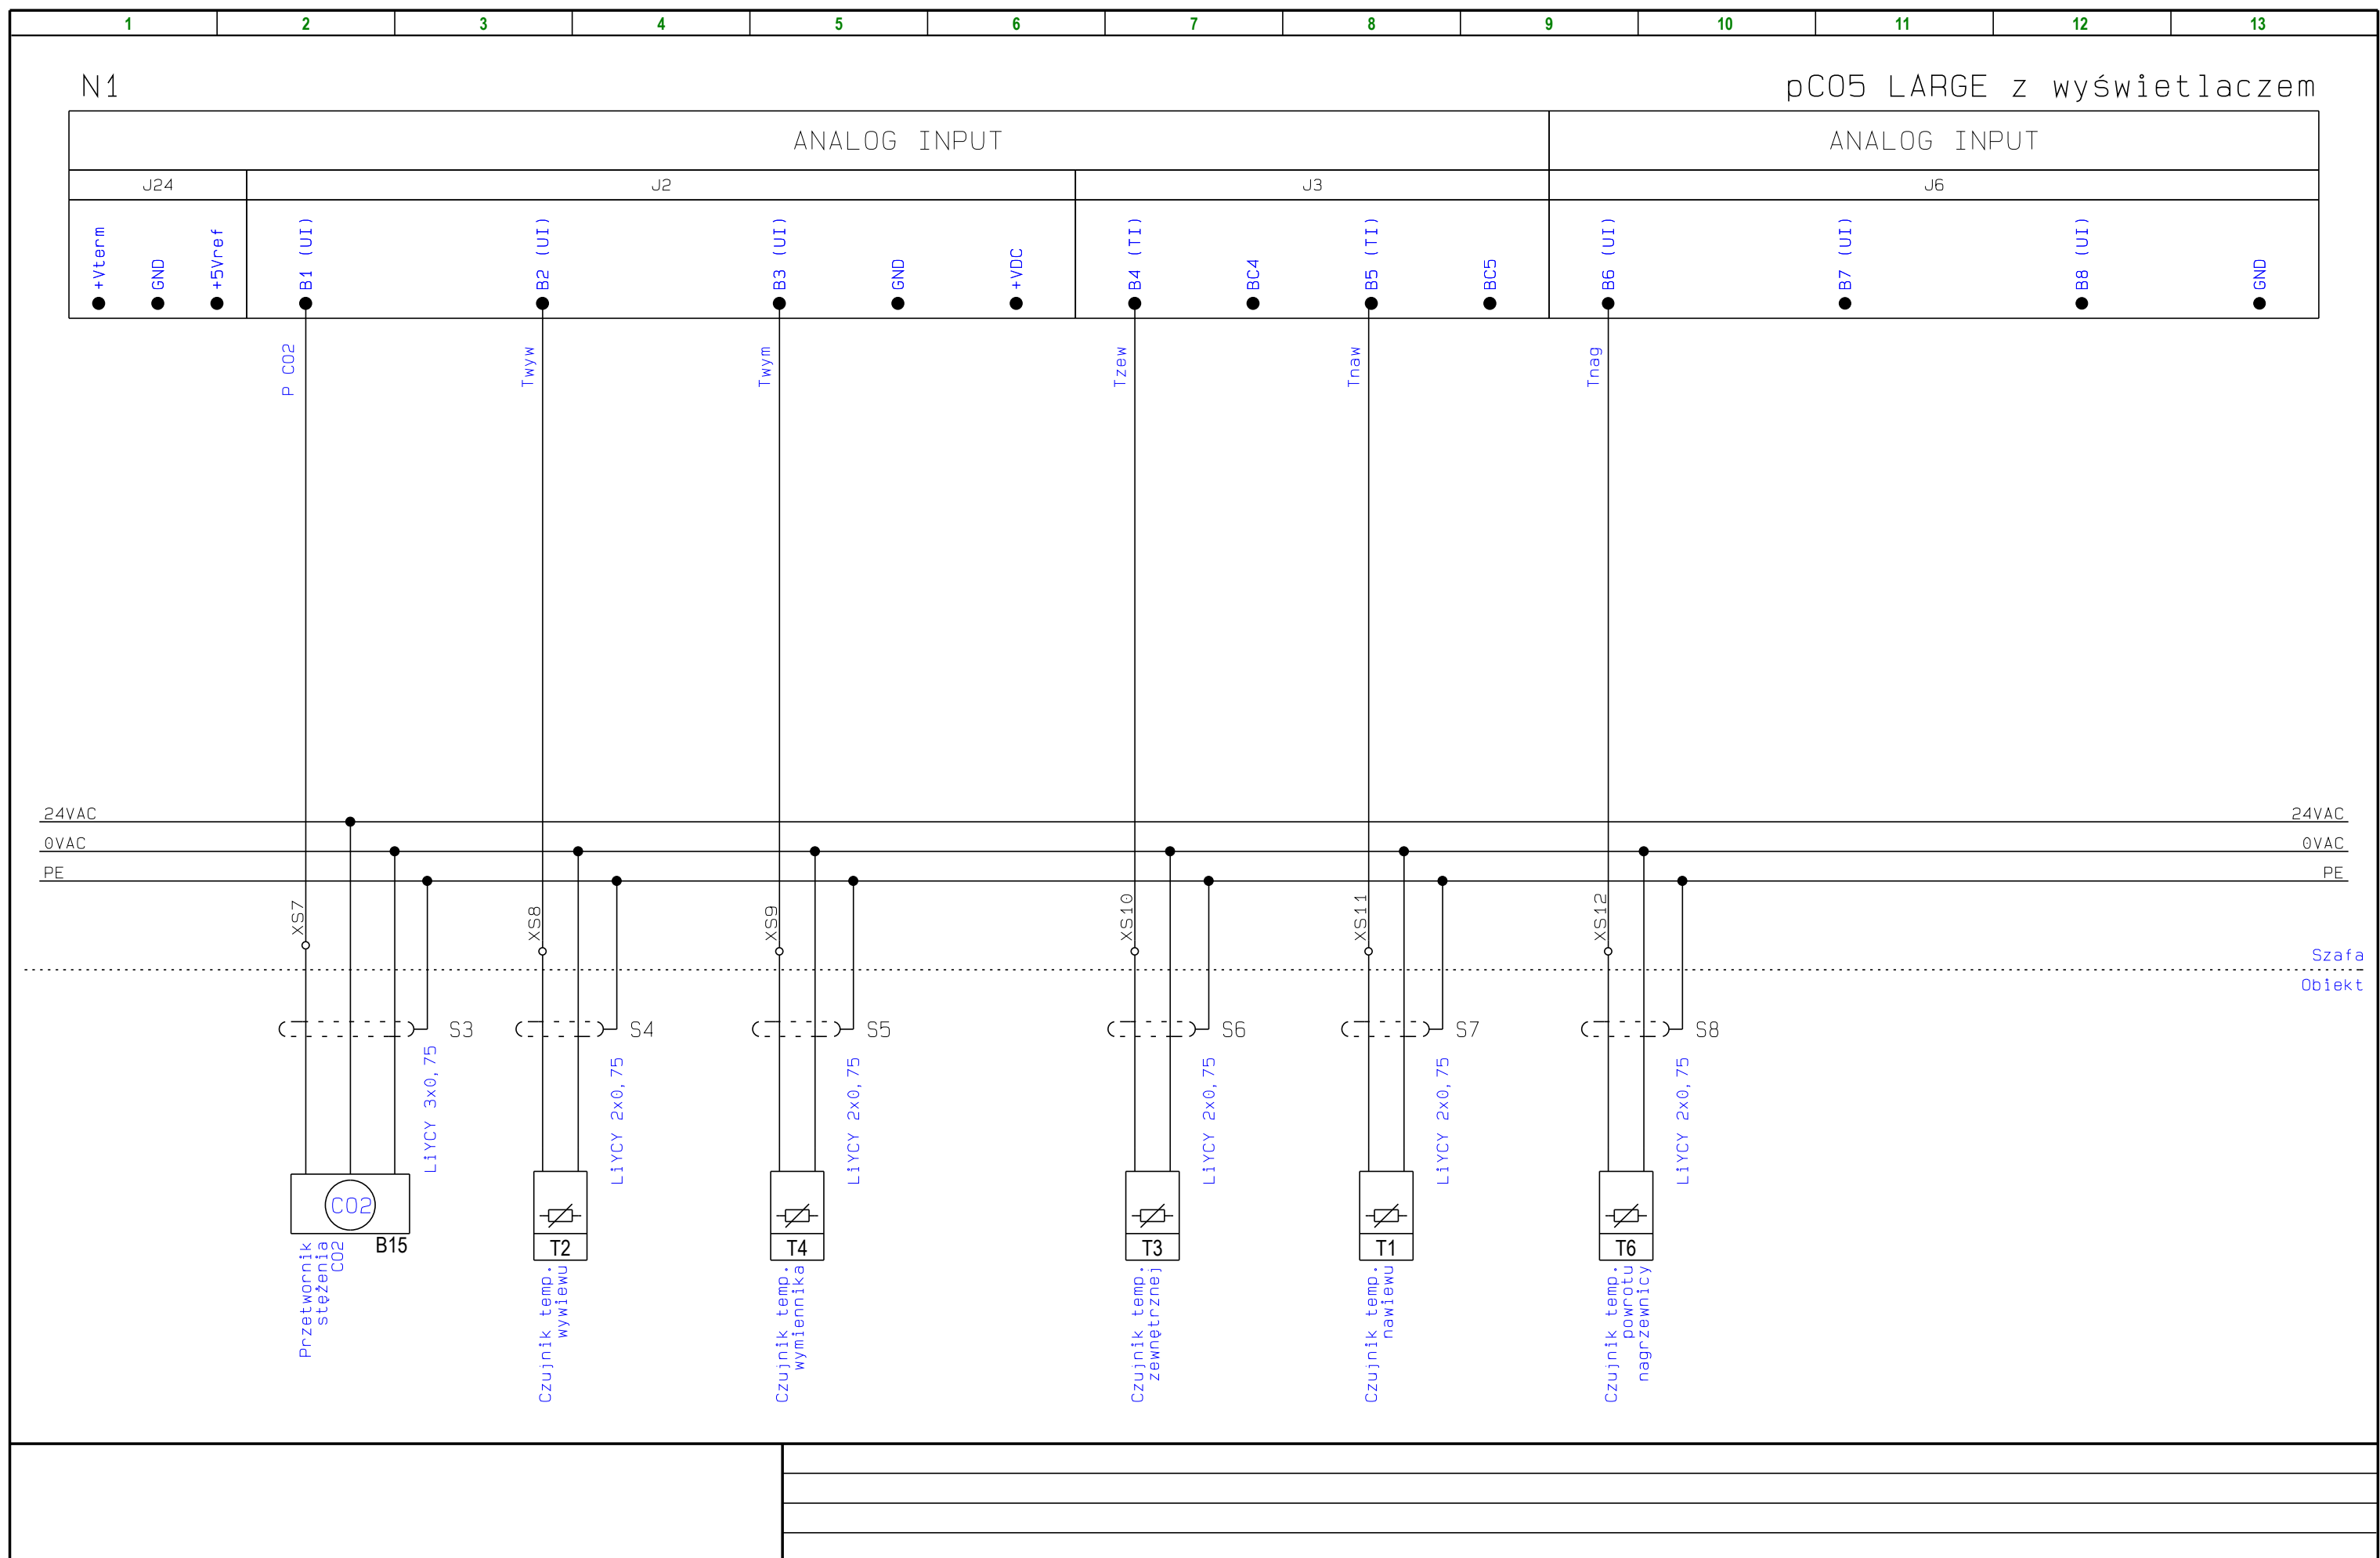 1 2 3 4 5 6 7 8 9 10 11 12 13
N1
pCO5 LARGE z wyświetlaczem
ANALOG INPUT
ANALOG INPUT
J24
J2
J3
J6
+Vterm
GND
+5Vref
B1 (UI)
B2 (UI)
B3 (UI)
GND
+VDC
B4 (TI)
BC4
B5 (TI)
BC5
B6 (UI)
B7 (UI)
B8 (UI)
GND
P CO2
Twyw
Twym
Tzew
Tnaw
Tnag
24VAC
24VAC
0VAC
0VAC
PE
PE
XS7
XS8
XS9
XS10
XS11
XS12
Szafa
Obiekt
S3
S4
S5
S6
S7
S8
LiYCY 3x0,75
LiYCY 2x0,75
LiYCY 2x0,75
LiYCY 2x0,75
LiYCY 2x0,75
LiYCY 2x0,75
CO2
B15
T2
T4
T3
T1
T6
Przetwornik
stężenia
CO2
Czujnik temp.
wywiewu
Czujnik temp.
wymiennika
Czujnik temp.
zewnętrznej
Czujnik temp.
nawiewu
Czujnik temp.
powrotu
nagrzewnicy